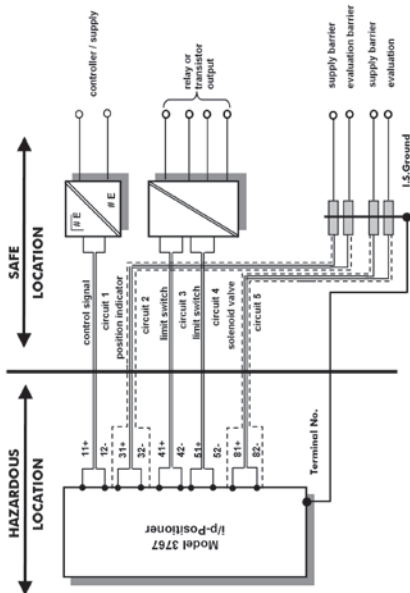 HAZARDOUS
LOCATION
SAFE
LOCATION
Model 3767
i/p-Positioner
11+
12-
31+
32-
41+
42-
51+
52-
81+
82-
Terminal No.
control signal
circuit 1
position indicator
circuit 2
limit switch
circuit 3
limit switch
circuit 4
solenoid valve
circuit 5
# E
# E
controller / supply
relay or
transistor
output
supply barrier
evaluation barrier
supply barrier
evaluation
I.S.Ground